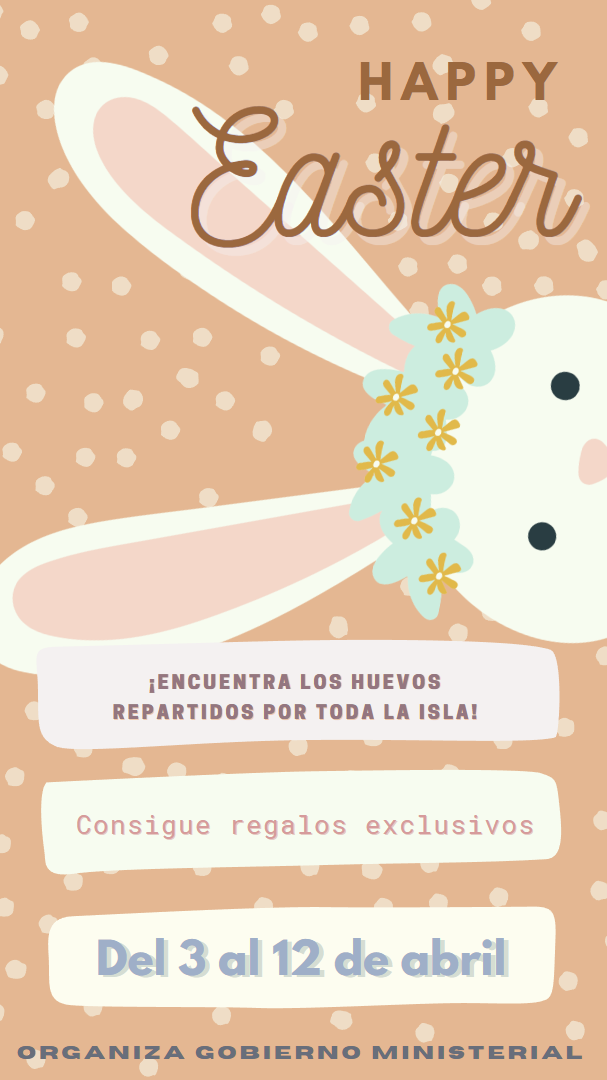 HAPPY
Easter
¡ENCUENTRA LOS HUEVOS
REPARTIDOS POR TODA LA ISLA!
Consigue regalos exclusivos
Del 3 al 12 de abril
ORGANIZA GOBIERNO MINISTERIAL